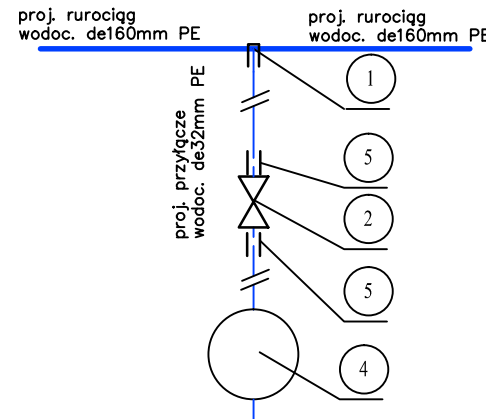 proj. rurociąg
wodoc. de160mm PE
proj. rurociąg
wodoc. de160mm PE
proj. przyłącze
wodoc. de32mm PE
1
5
2
5
4